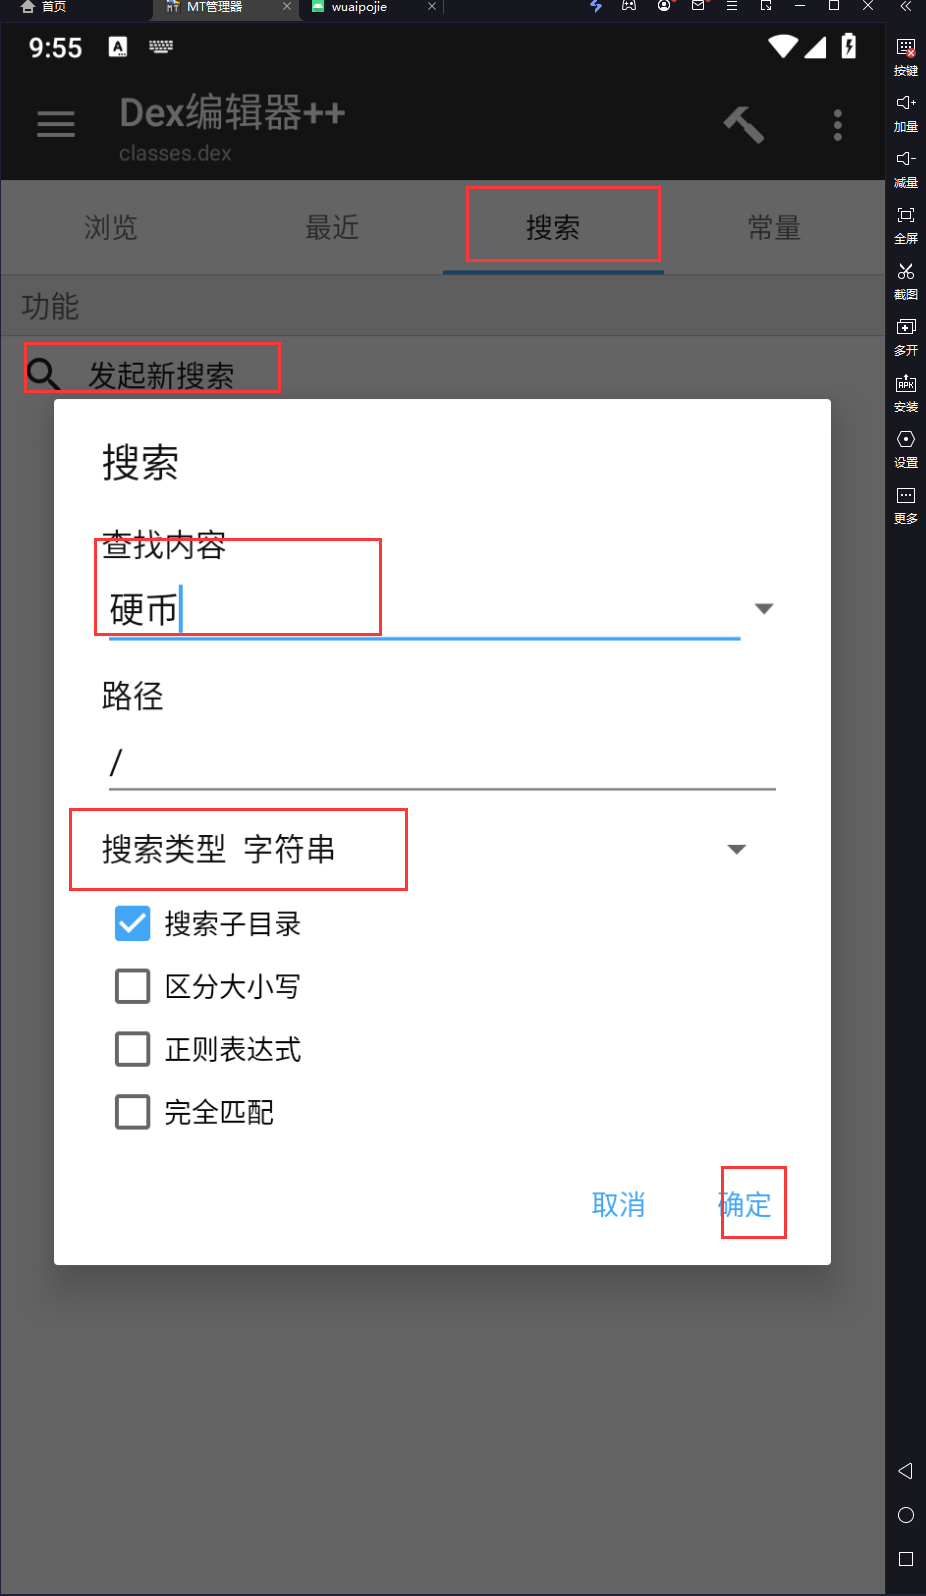 首页
MT管理器
wuaipojie
9:55
Dex编辑器++
classes.dex
浏览
最近
搜索
常量
功能
发起新搜索
搜索
查找内容
硬币
路径
/
搜索类型 字符串
搜索子目录
区分大小写
正则表达式
完全匹配
取消
确定
按键
加量
减量
全屏
截图
多开
APK
安装
设置
更多